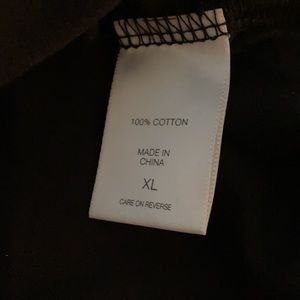 100% COTTON
MADE IN
CHINA
XL
CARE ON REVERSE